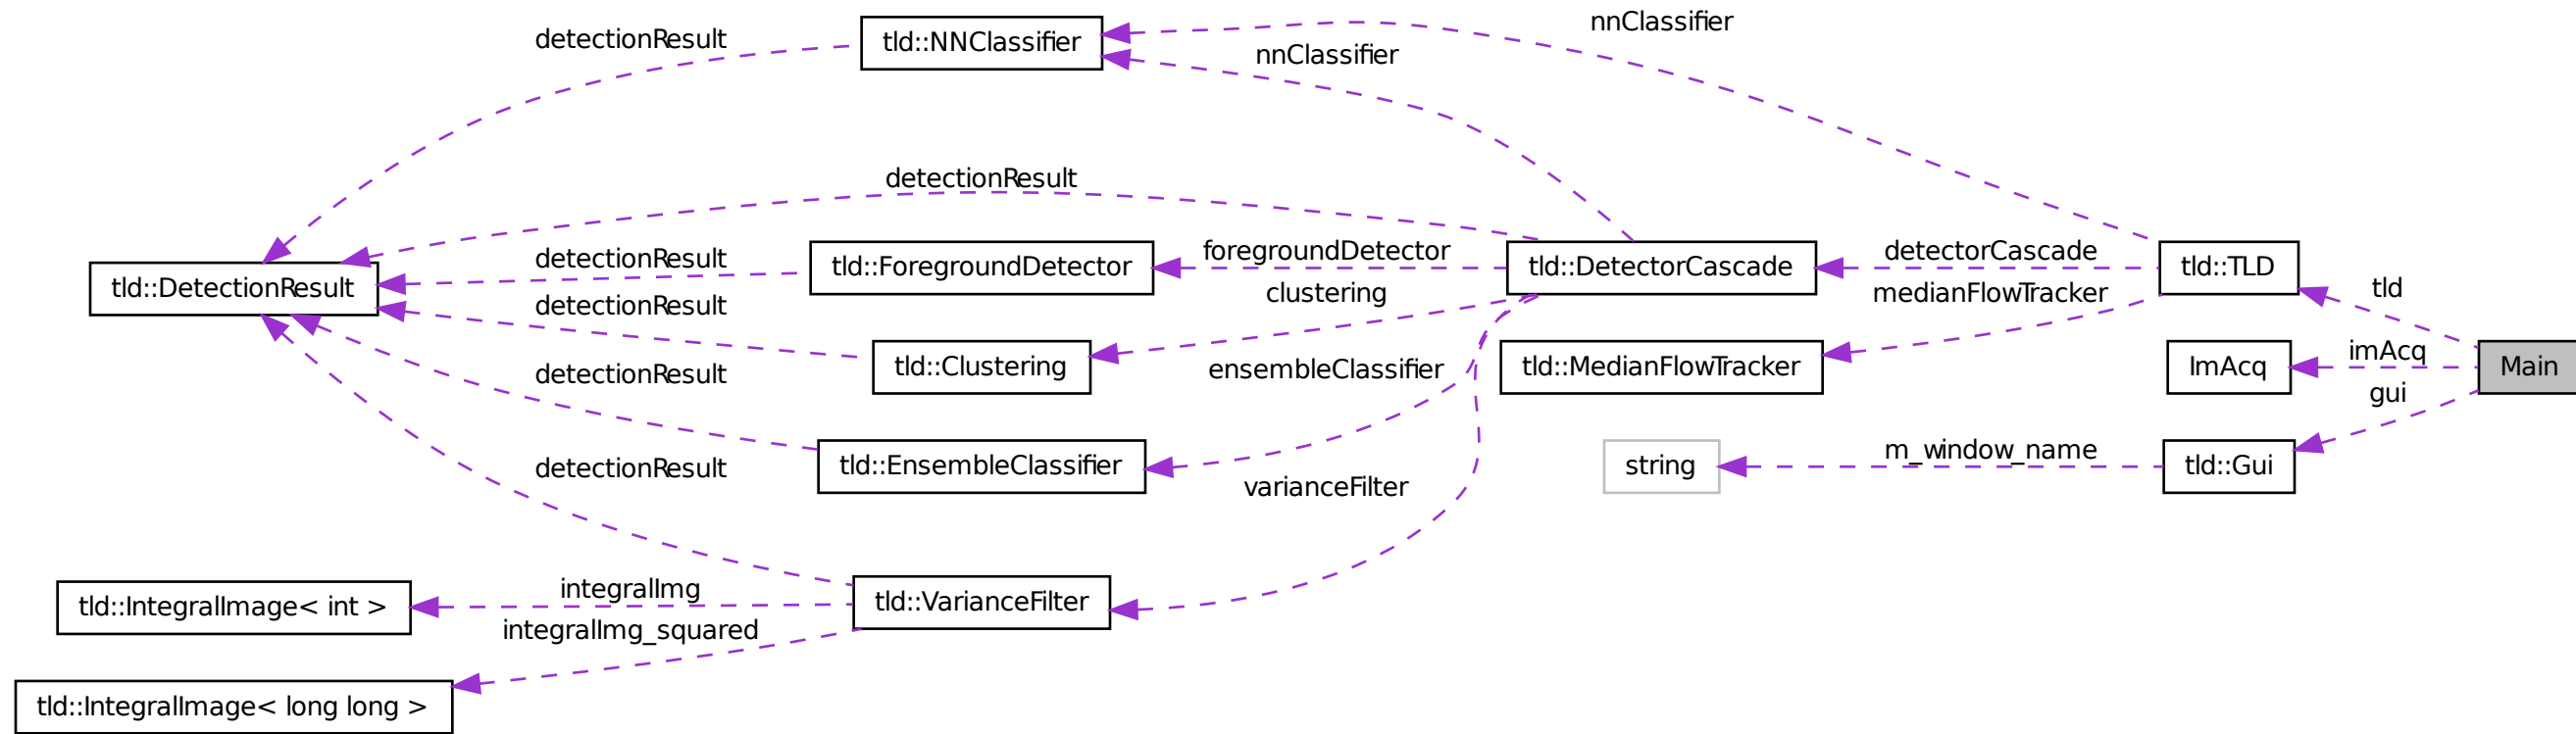 nnClassifier
detectionResult
tld::NNClassifier
nnClassifier
detectionResult
foregroundDetector
detectorCascade
detectionResult
tld::ForegroundDetector
tld::DetectorCascade
tld::TLD
tld::DetectionResult
clustering
medianFlowTracker
tld
detectionResult
imAcq
tld::Clustering
ensembleClassifier
tld::MedianFlowTracker
ImAcq
Main
detectionResult
gui
m_window_name
detectionResult
tld::EnsembleClassifier
string
tld::Gui
varianceFilter
integralImg
tld::IntegralImage< int >
tld::VarianceFilter
integralImg_squared
tld::IntegralImage< long long >